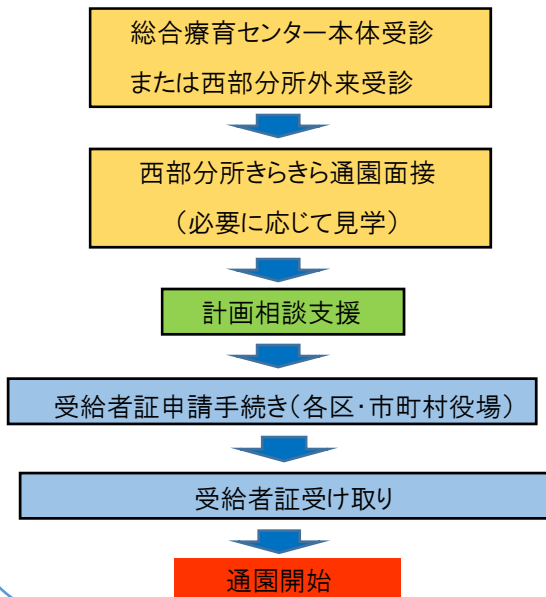 総合療育センター本体受診
または西部分所外来受診
西部分所きらきら通園面接
（必要に応じて見学）
計画相談支援
受給者証申請手続き（各区・市町村役場）
受給者証受け取り
通園開始